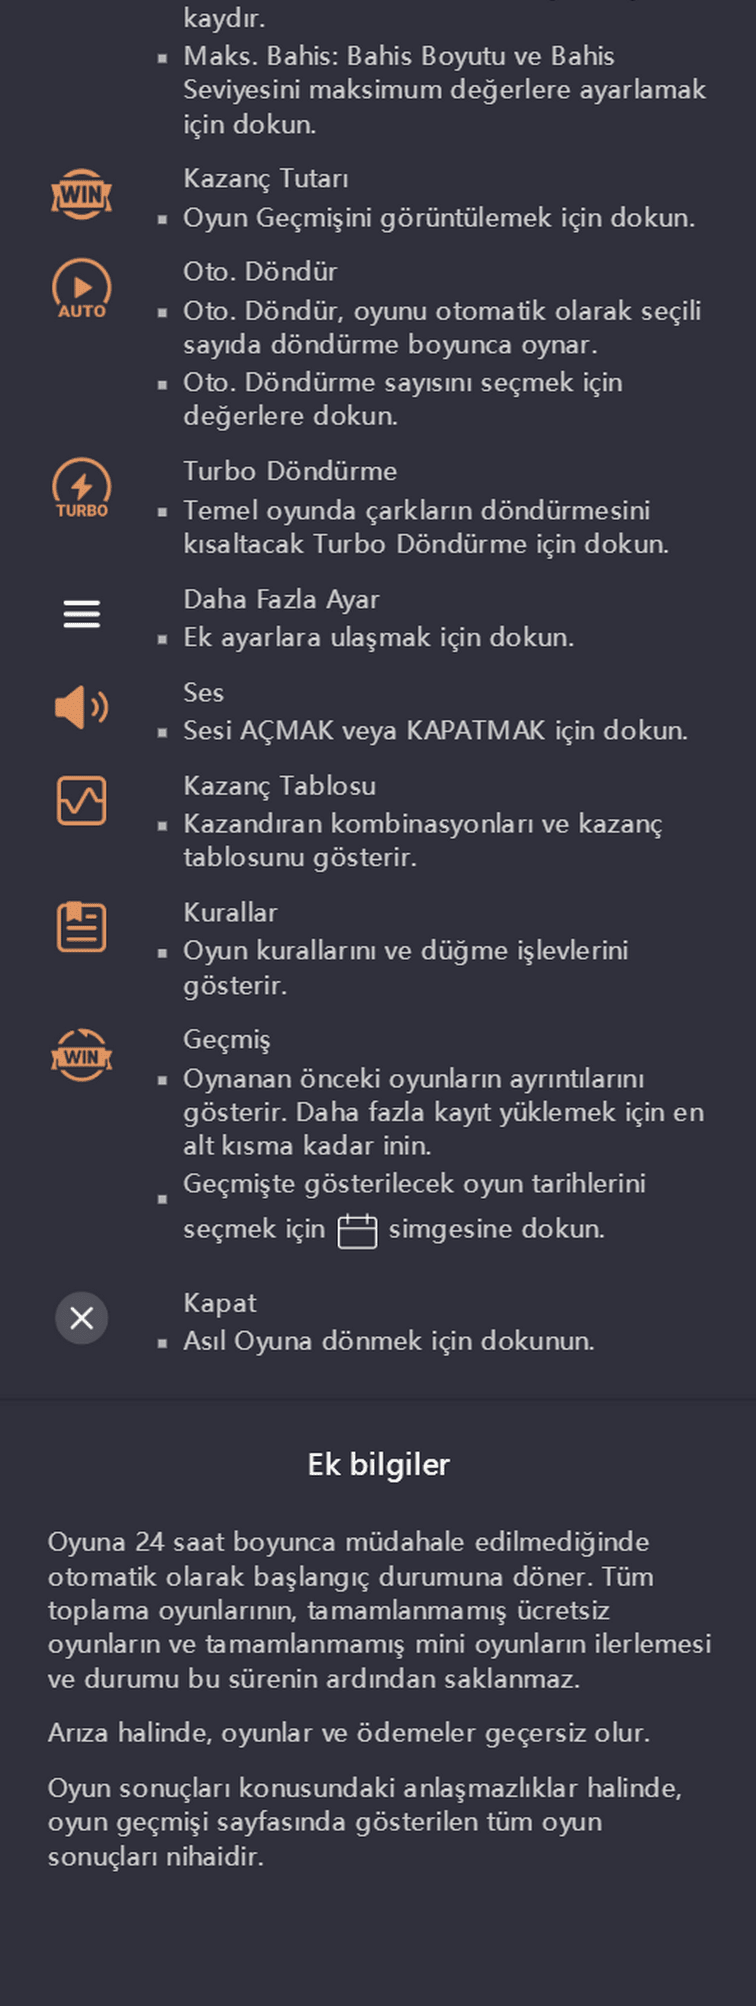 kaydır.
▪ Maks. Bahis: Bahis Boyutu ve Bahis
Seviyesini maksimum değerlere ayarlamak
için dokun.
WIN
Kazanç Tutarı
▪ Oyun Geçmişini görüntülemek için dokun.
AUTO
Oto. Döndür
▪ Oto. Döndür, oyunu otomatik olarak seçili
sayıda döndürme boyunca oynar.
▪ Oto. Döndürme sayısını seçmek için
değerlere dokun.
TURBO
Turbo Döndürme
▪ Temel oyunda çarkların döndürmesini
kısaltacak Turbo Döndürme için dokun.
Daha Fazla Ayar
▪ Ek ayarlara ulaşmak için dokun.
Ses
▪ Sesi AÇMAK veya KAPATMAK için dokun.
Kazanç Tablosu
▪ Kazandıran kombinasyonları ve kazanç
tablosunu gösterir.
Kurallar
▪ Oyun kurallarını ve düğme işlevlerini
gösterir.
WIN
Geçmiş
▪ Oynanan önceki oyunların ayrıntılarını
gösterir. Daha fazla kayıt yüklemek için en
alt kısma kadar inin.
▪ Geçmişte gösterilecek oyun tarihlerini
seçmek için simgesine dokun.
Kapat
▪ Asıl Oyuna dönmek için dokunun.
Ek bilgiler
Oyuna 24 saat boyunca müdahale edilmediğinde
otomatik olarak başlangıç durumuna döner. Tüm
toplama oyunlarının, tamamlanmamış ücretsiz
oyunların ve tamamlanmamış mini oyunların ilerlemesi
ve durumu bu sürenin ardından saklanmaz.
Arıza halinde, oyunlar ve ödemeler geçersiz olur.
Oyun sonuçları konusundaki anlaşmazlıklar halinde,
oyun geçmişi sayfasında gösterilen tüm oyun
sonuçları nihaidir.